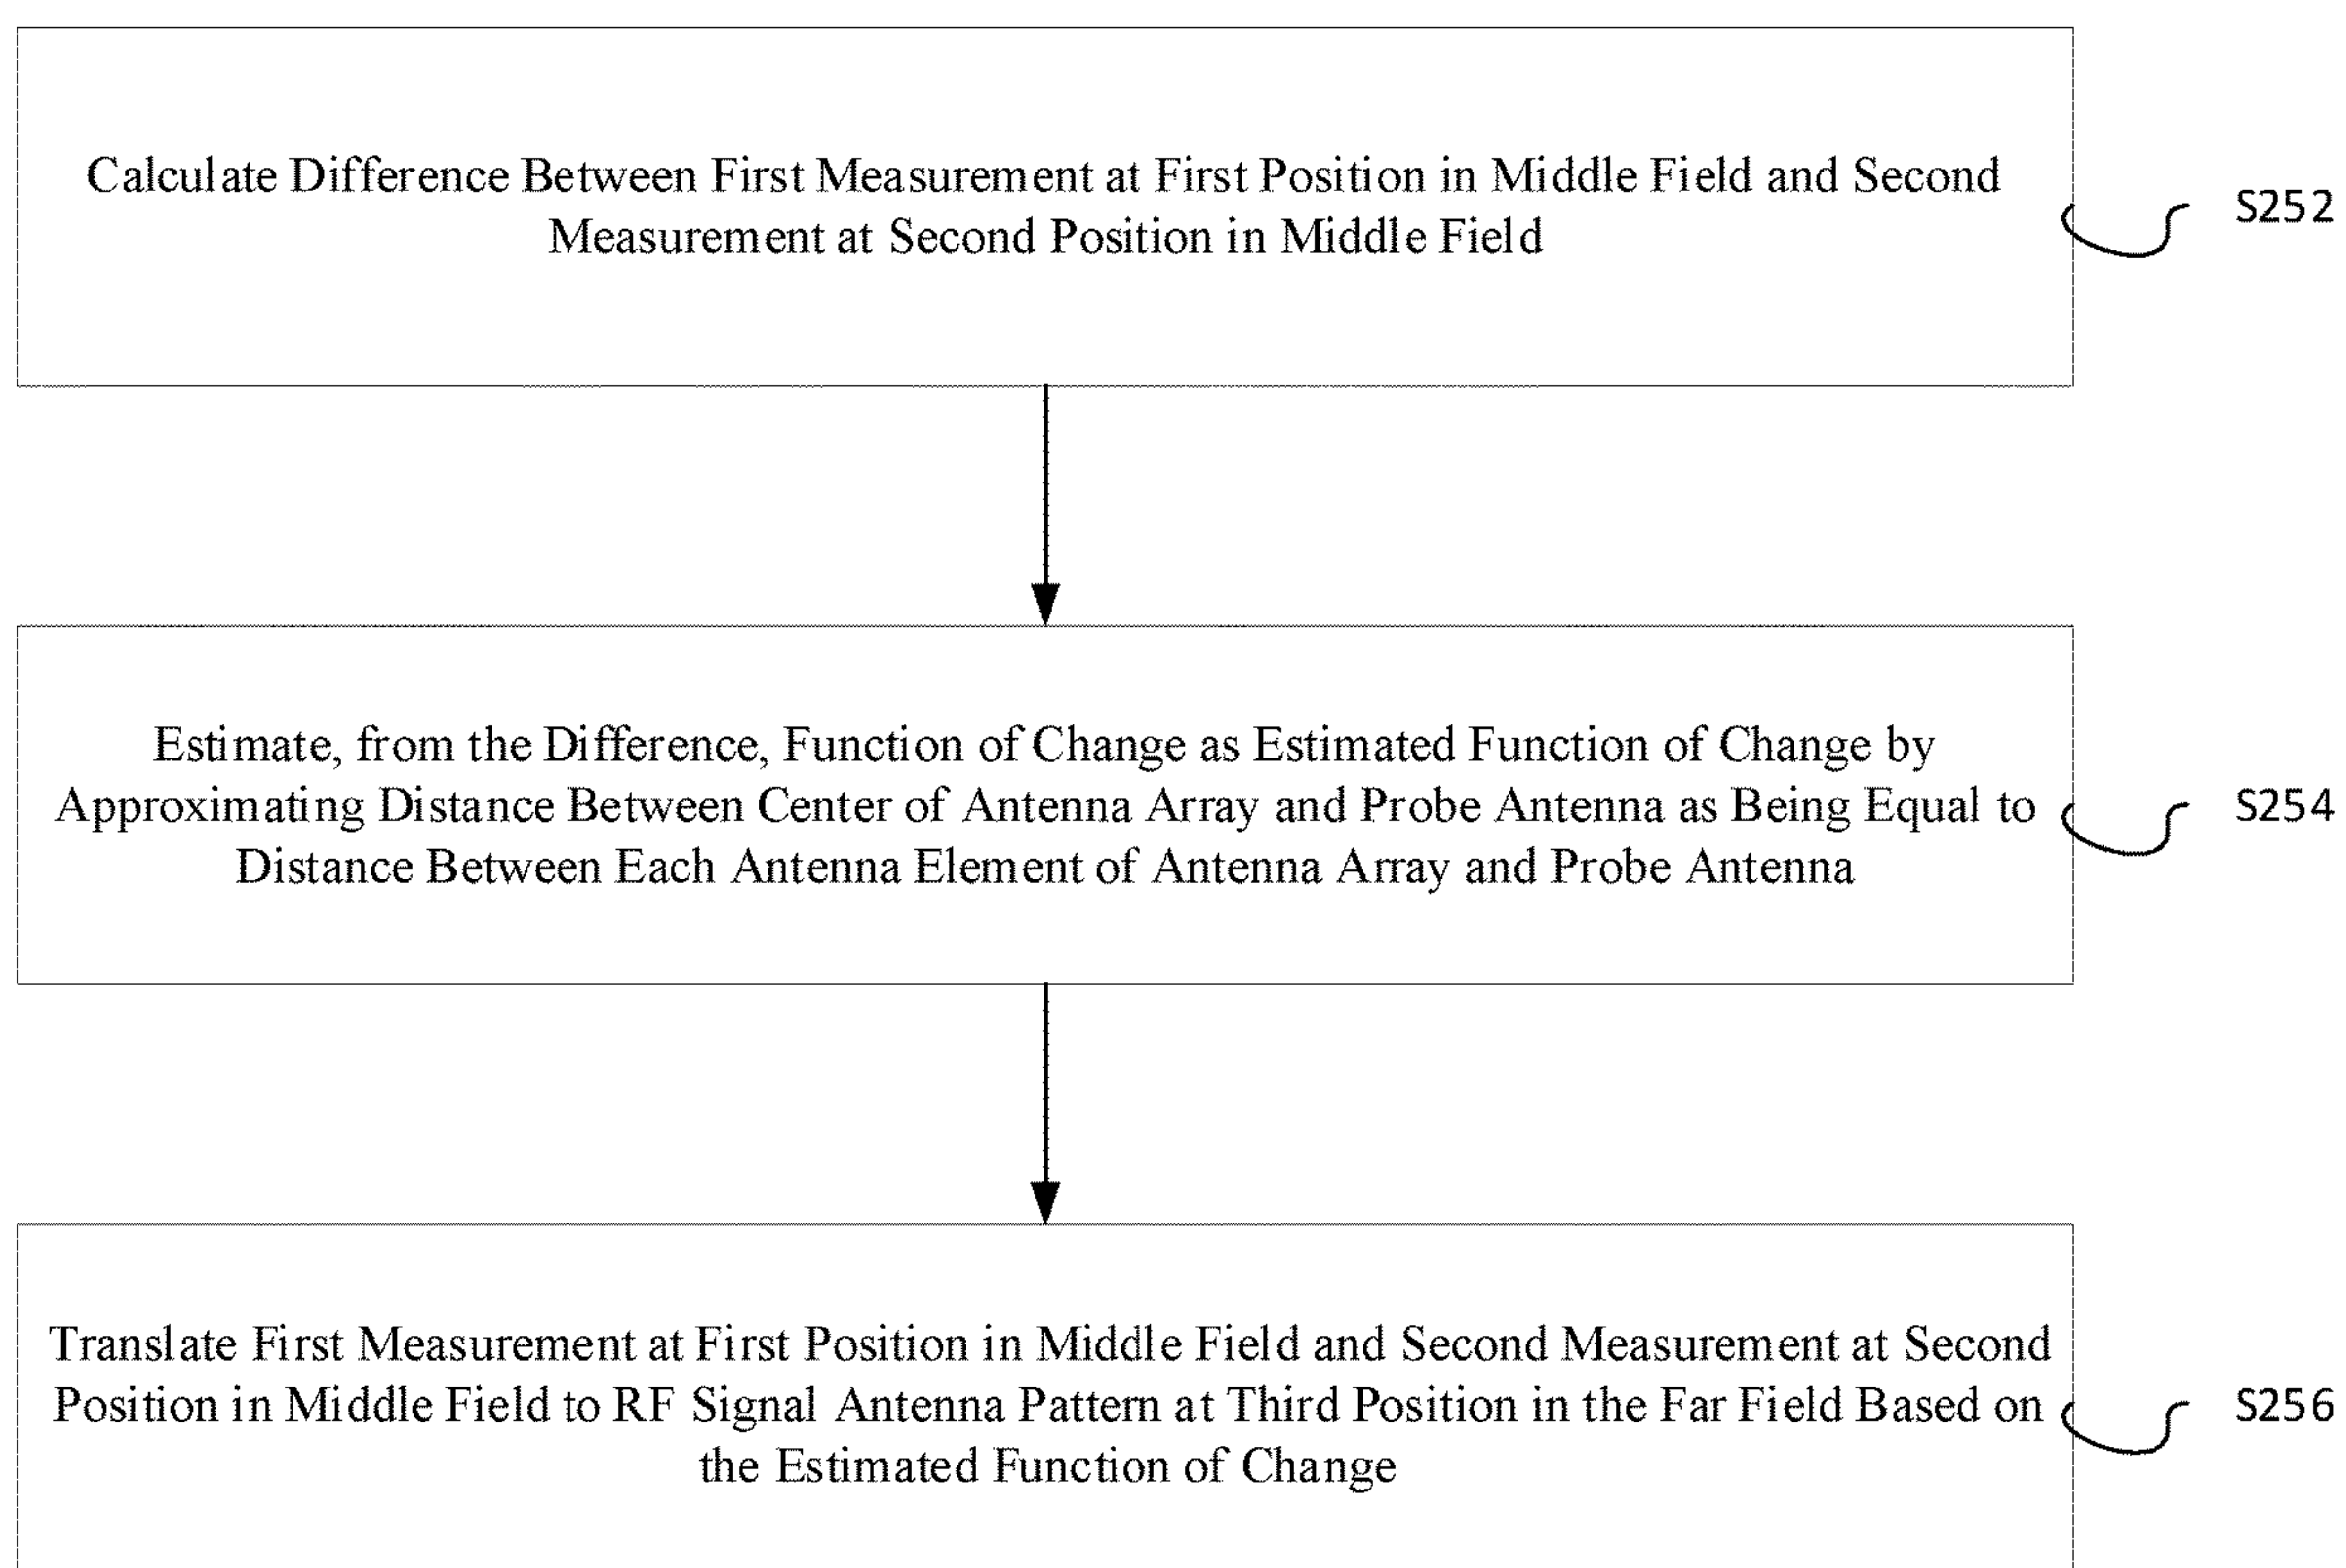 Calculate Difference Between First Measurement at First Position in Middle Field and Second
Measurement at Second Position in Middle Field
S252
Estimate, from the Difference, Function of Change as Estimated Function of Change by
Approximating Distance Between Center of Antenna Array and Probe Antenna as Being Equal to
Distance Between Each Antenna Element of Antenna Array and Probe Antenna
S254
Translate First Measurement at First Position in Middle Field and Second Measurement at Second
Position in Middle Field to RF Signal Antenna Pattern at Third Position in the Far Field Based on
the Estimated Function of Change
S256